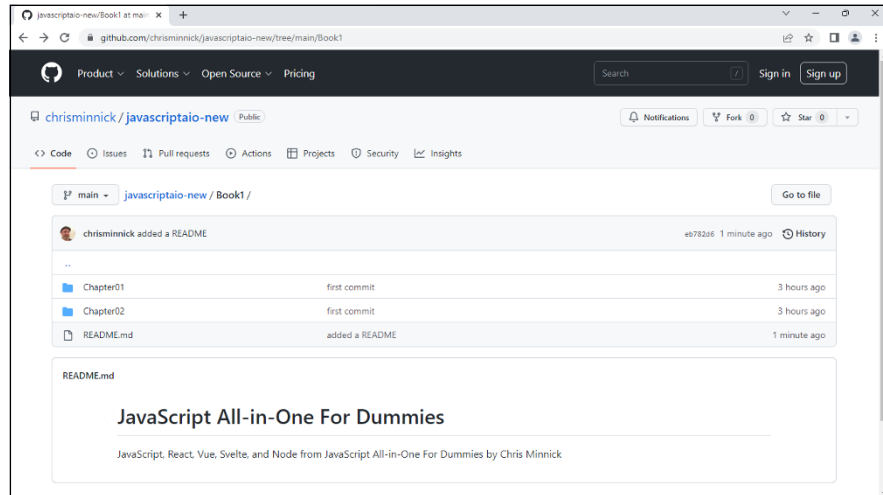 javascriptaio-new/Book1 at main
github.com/chrisminnick/javascriptaio-new/tree/main/Book1
Product Solutions Open Source Pricing Search / Sign in Sign up
chrisminnick / javascriptaio-new Public Notifications Fork 0 Star 0
<> Code Issues Pull requests Actions Projects Security Insights
main javascriptaio-new / Book1 / Go to file
chrisminnick added a README eb782d6 1 minute ago History
..
Chapter01 first commit 3 hours ago
Chapter02 first commit 3 hours ago
README.md added a README 1 minute ago
README.md
JavaScript All-in-One For Dummies
JavaScript, React, Vue, Svelte, and Node from JavaScript All-in-One For Dummies by Chris Minnick